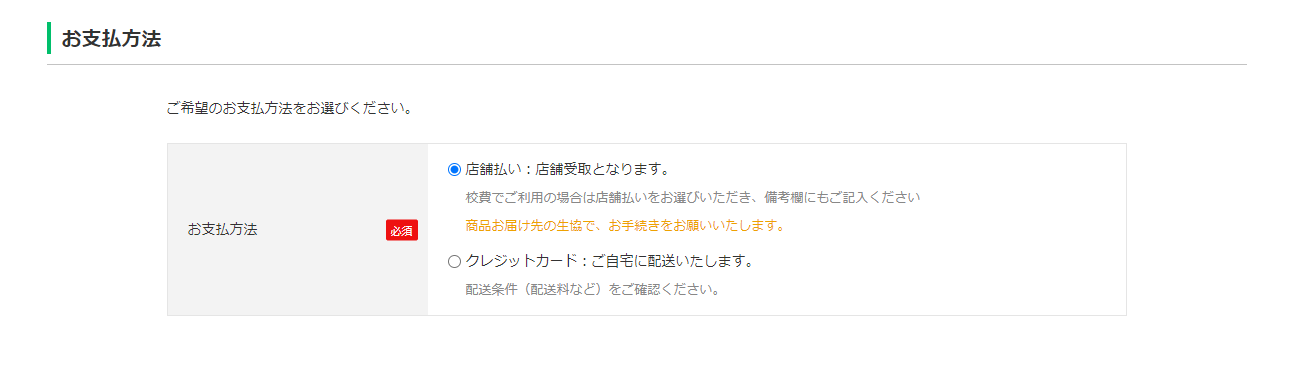 お支払方法
ご希望のお支払方法をお選びください。
お支払方法
必須
店舗払い：店舗受取となります。
校費でご利用の場合は店舗払いをお選びいただき、備考欄にもご記入ください
商品お届け先の生協で、お手続きをお願いいたします。
クレジットカード：ご自宅に配送いたします。
配送条件（配送料など）をご確認ください。